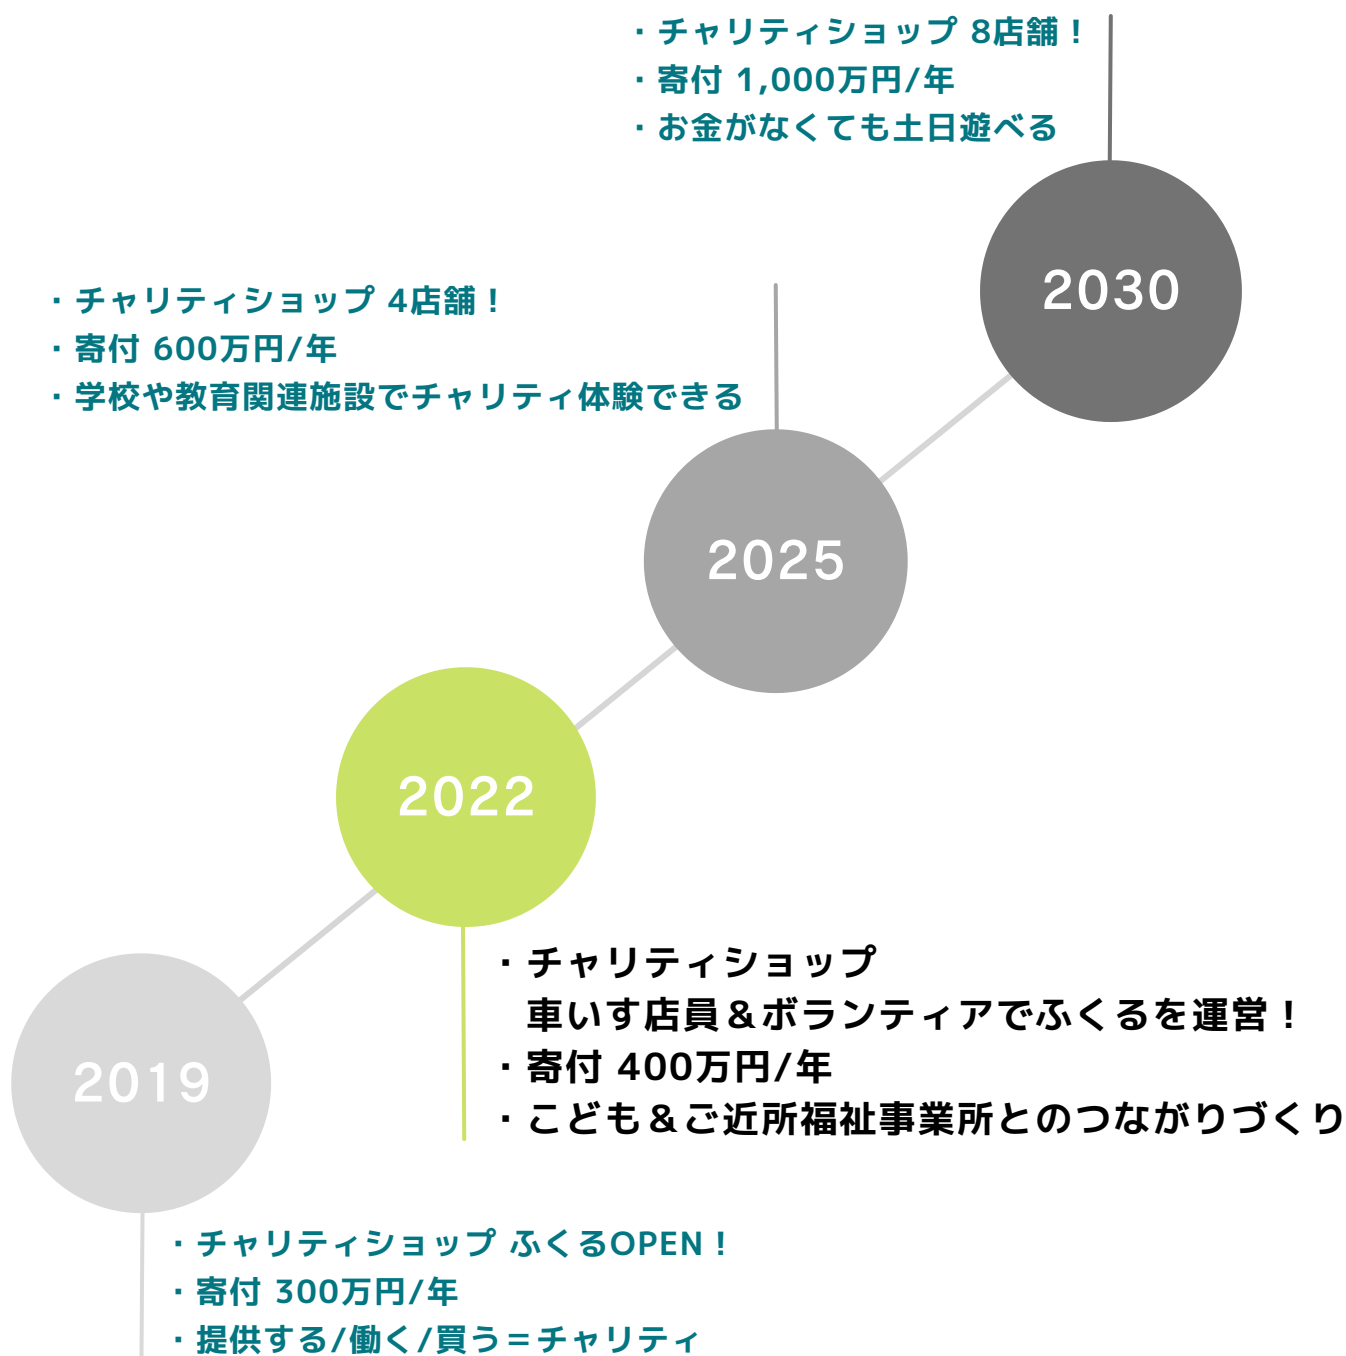 ・チャリティショップ 8店舗！
・寄付 1,000万円/年
・お金がなくても土日遊べる
2030
・チャリティショップ 4店舗！
・寄付 600万円/年
・学校や教育関連施設でチャリティ体験できる
2025
2022
・チャリティショップ
車いす店員＆ボランティアでふくるを運営！
・寄付 400万円/年
・こども＆ご近所福祉事業所とのつながりづくり
2019
・チャリティショップ ふくるOPEN！
・寄付 300万円/年
・提供する/働く/買う＝チャリティ